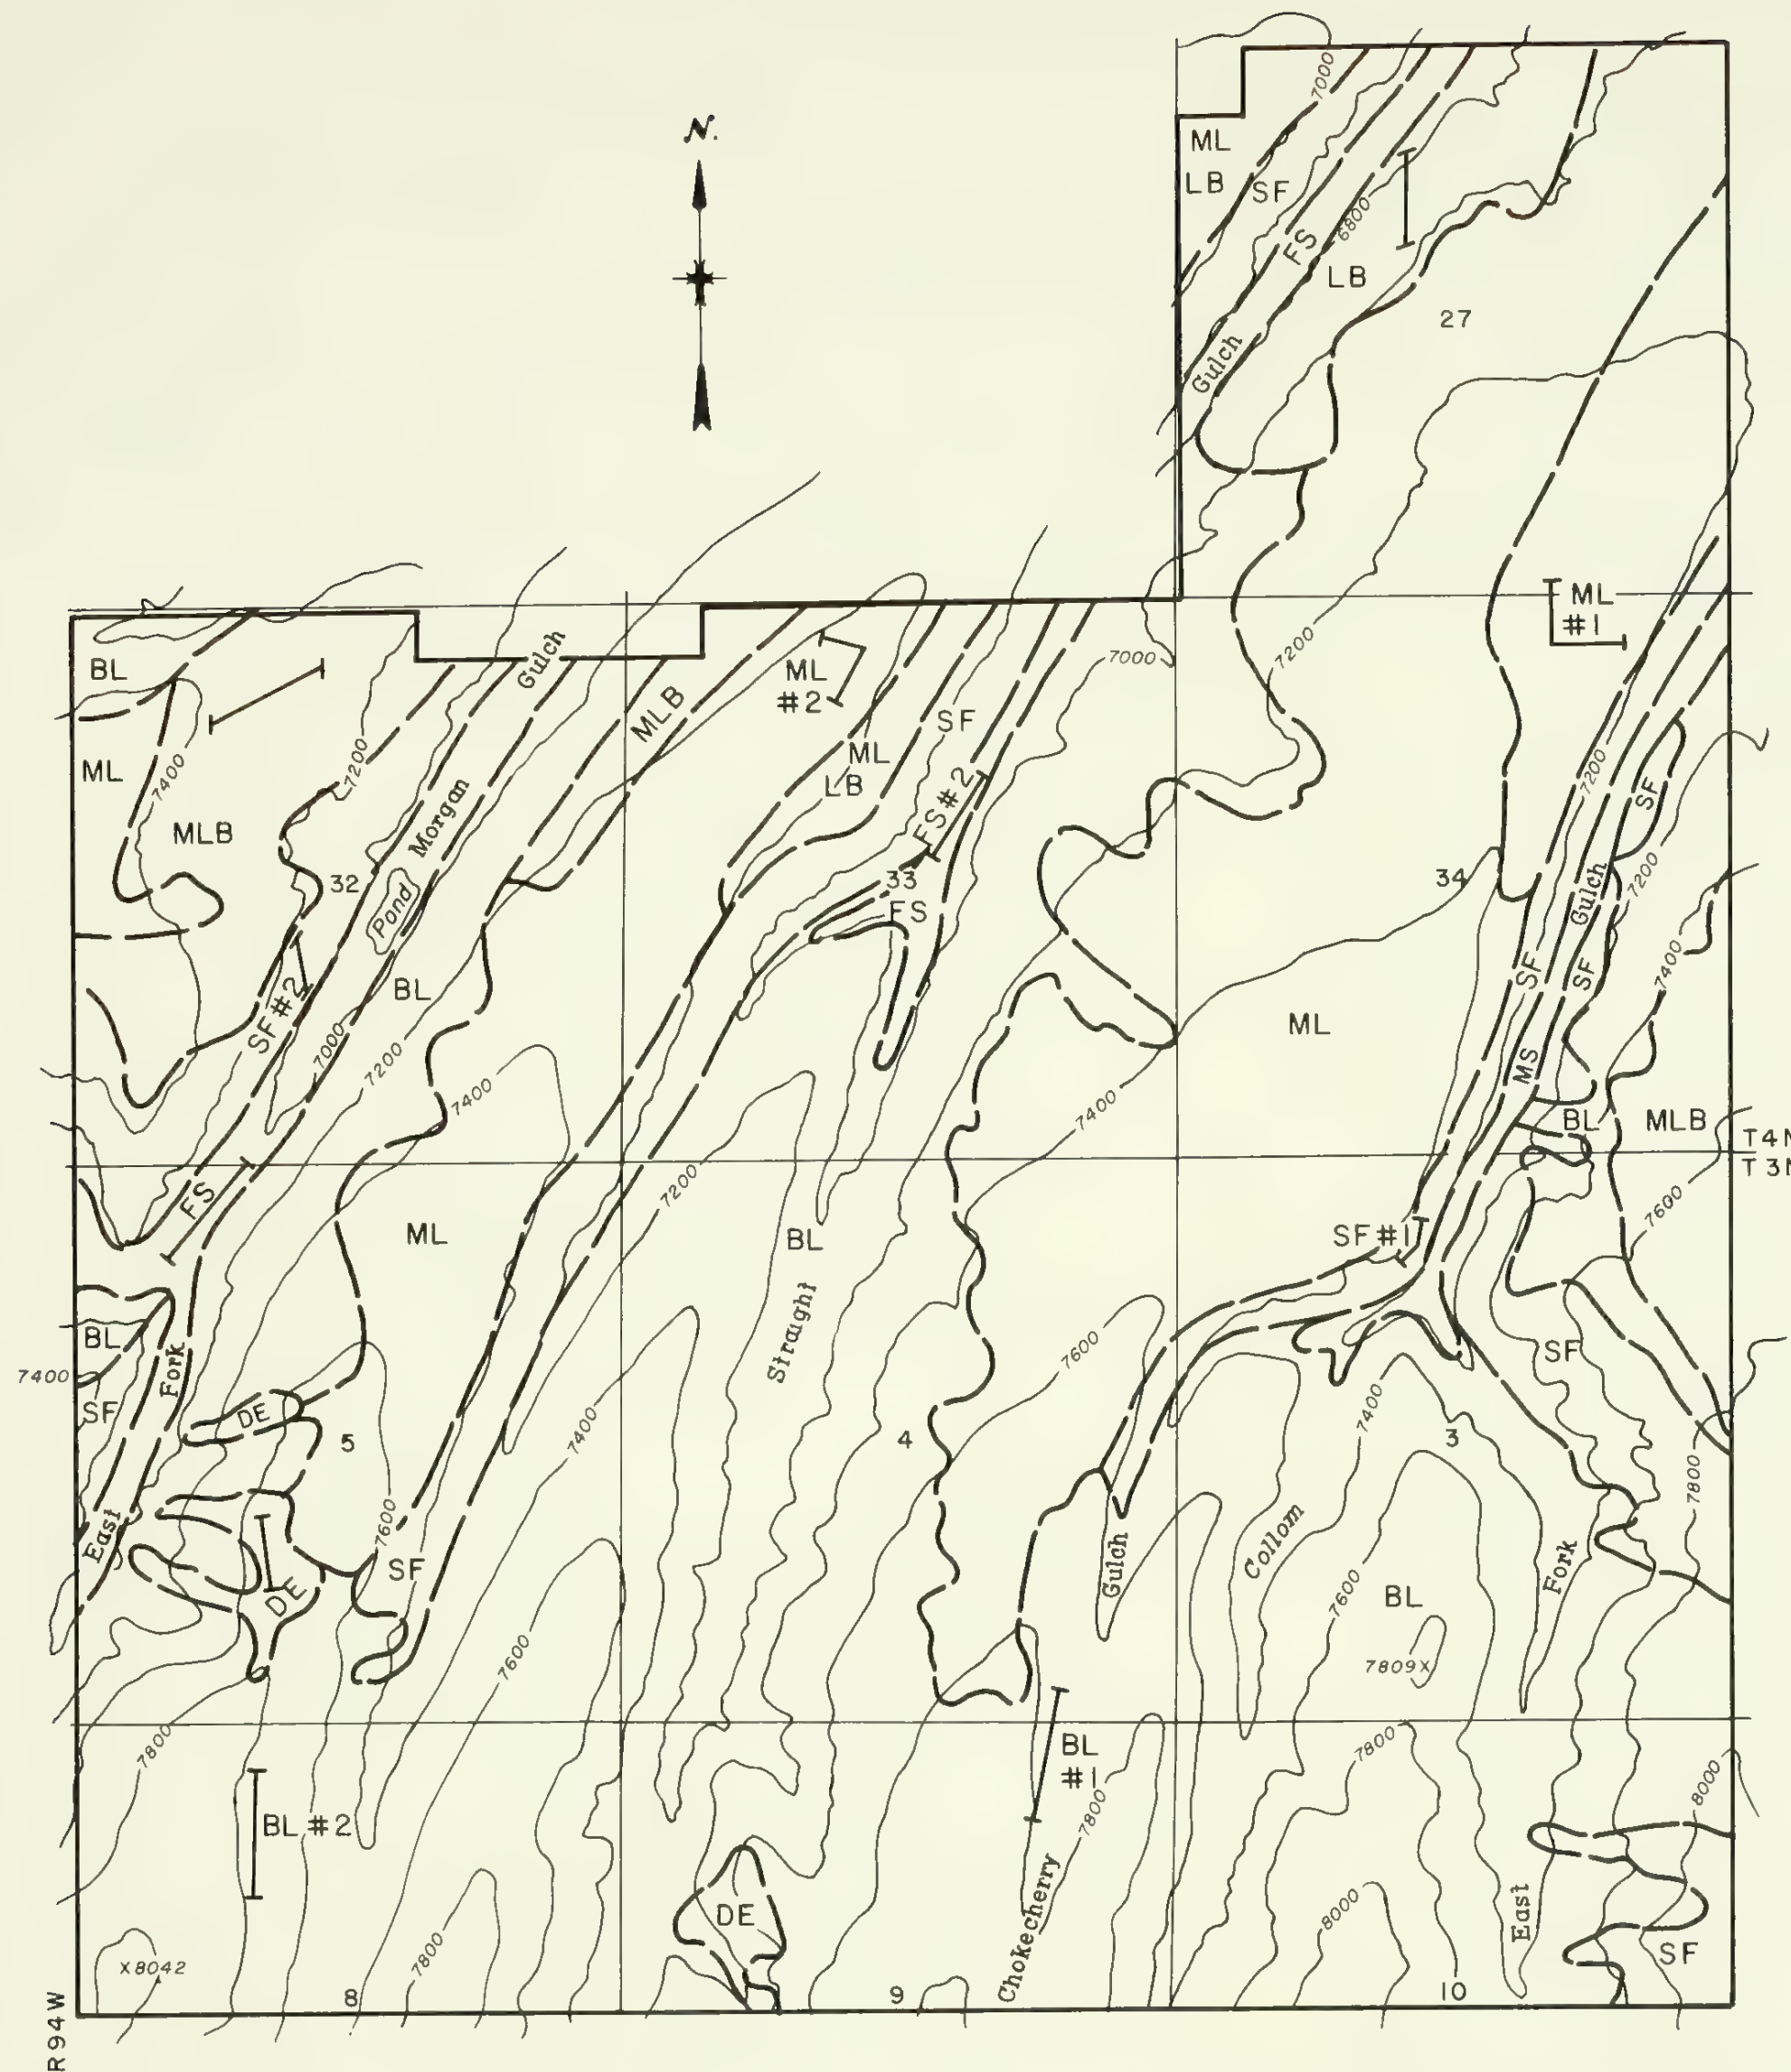 N.
7000
ML
LB
SF
FS
6800
LB
27
Gulch
ML
#1
BL
Gulch
7200
7000
ML
#2
MLB
SF
ML
7400
7200
ML
LB
7200
SF
MLB
Morgan
FS#2
32
Pond
33
34
Gulch
7200
FS
7400
SF#2
BL
SF
SF
7000
7200
ML
MS
7400
7400
BL
MLB
T4N
T3N
7200
FS
7600
ML
BL
SF#1
BL
Fork
Straight
7600
SF
7400
SF
DE
7400
7400
5
4
3
7800
East
7600
SF
Gulch
Collom
Fork
DE
7600
BL
7600
7809X
7800
BL
#1
7800
8000
BL #2
7800
DE
Chokecherry
8000
East
X8042
7800
SF
8
9
10
R94W